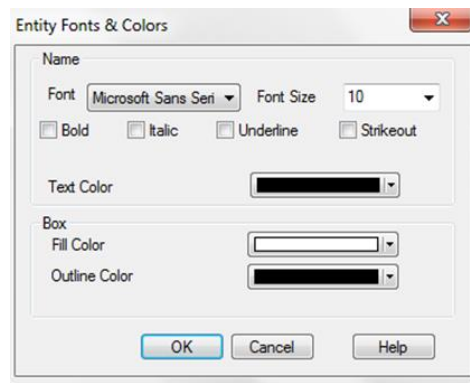 Entity Fonts & Colors
Name
Font Microsoft Sans Seri Font Size 10
Bold Italic Underline Strikeout
Text Color
Box
Fill Color
Outline Color
OK Cancel Help